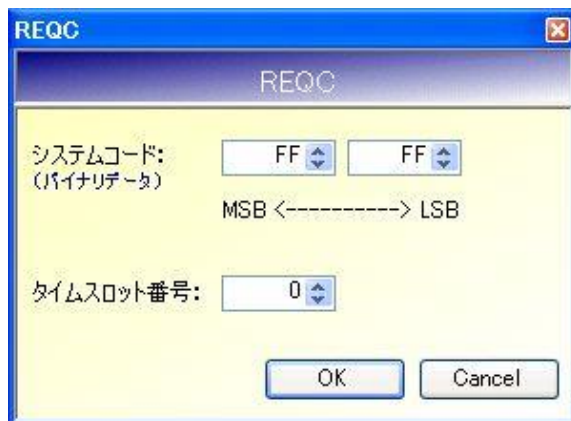 REQC
REQC
システムコード: FF FF
(バイナリデータ)
MSB <----------> LSB
タイムスロット番号: 0
OK Cancel